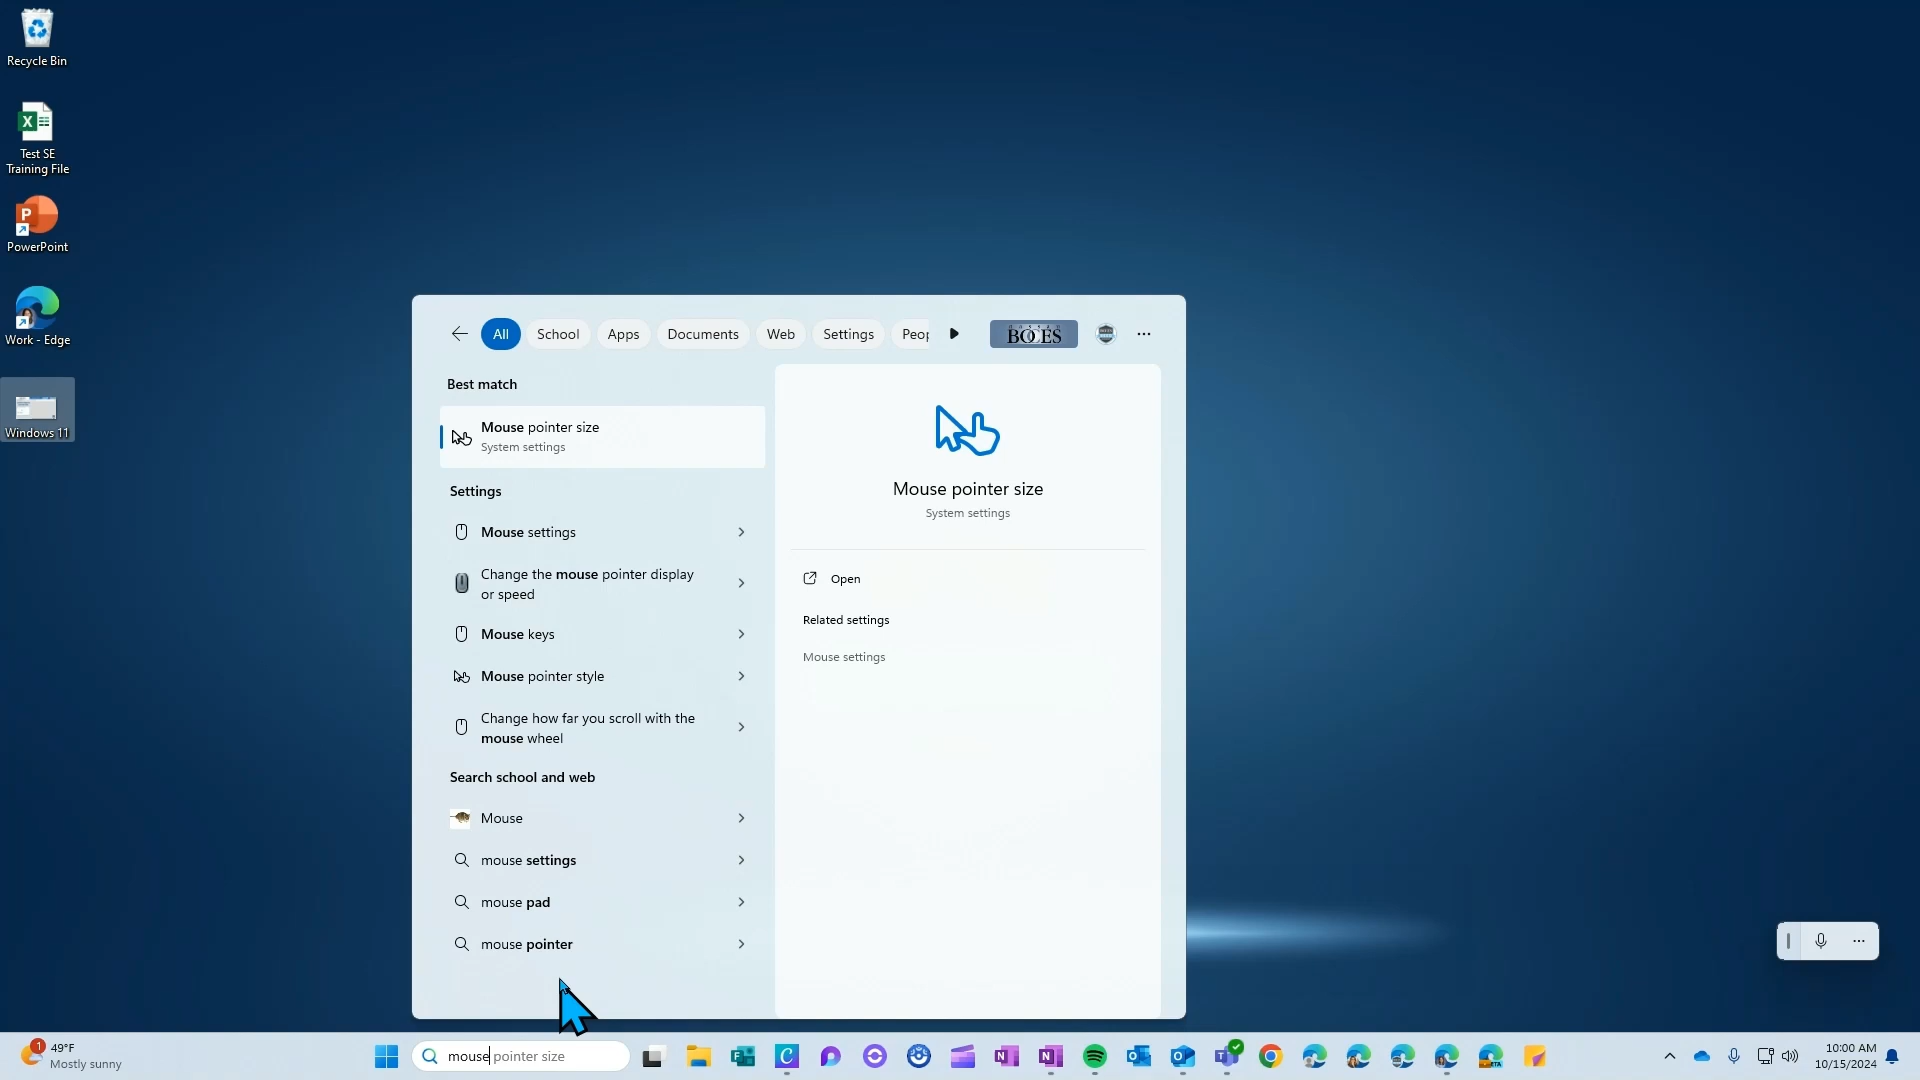 Recycle Bin
Test SE
Training File
PowerPoint
Work - Edge
Windows 11
All
School
Apps
Documents
Web
Settings
Peop
BOCES
Best match
Mouse pointer size
System settings
Settings
Mouse settings
Change the mouse pointer display
or speed
Mouse keys
Mouse pointer style
Change how far you scroll with the
mouse wheel
Search school and web
Mouse
mouse settings
mouse pad
mouse pointer
Mouse pointer size
System settings
Open
Related settings
Mouse settings
1
49°F
Mostly sunny
mouse pointer size
10:00 AM
10/15/2024